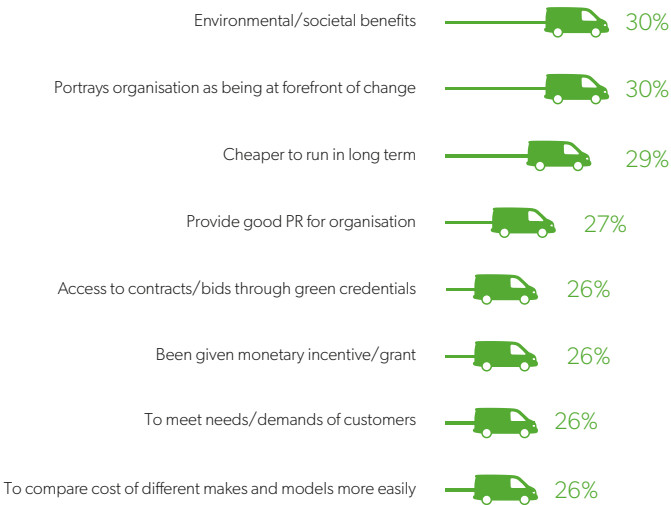 Environmental/societal benefits 30%
Portrays organisation as being at forefront of change 30%
Cheaper to run in long term 29%
Provide good PR for organisation 27%
Access to contracts/bids through green credentials 26%
Been given monetary incentive/grant 26%
To meet needs/demands of customers 26%
To compare cost of different makes and models more easily 26%